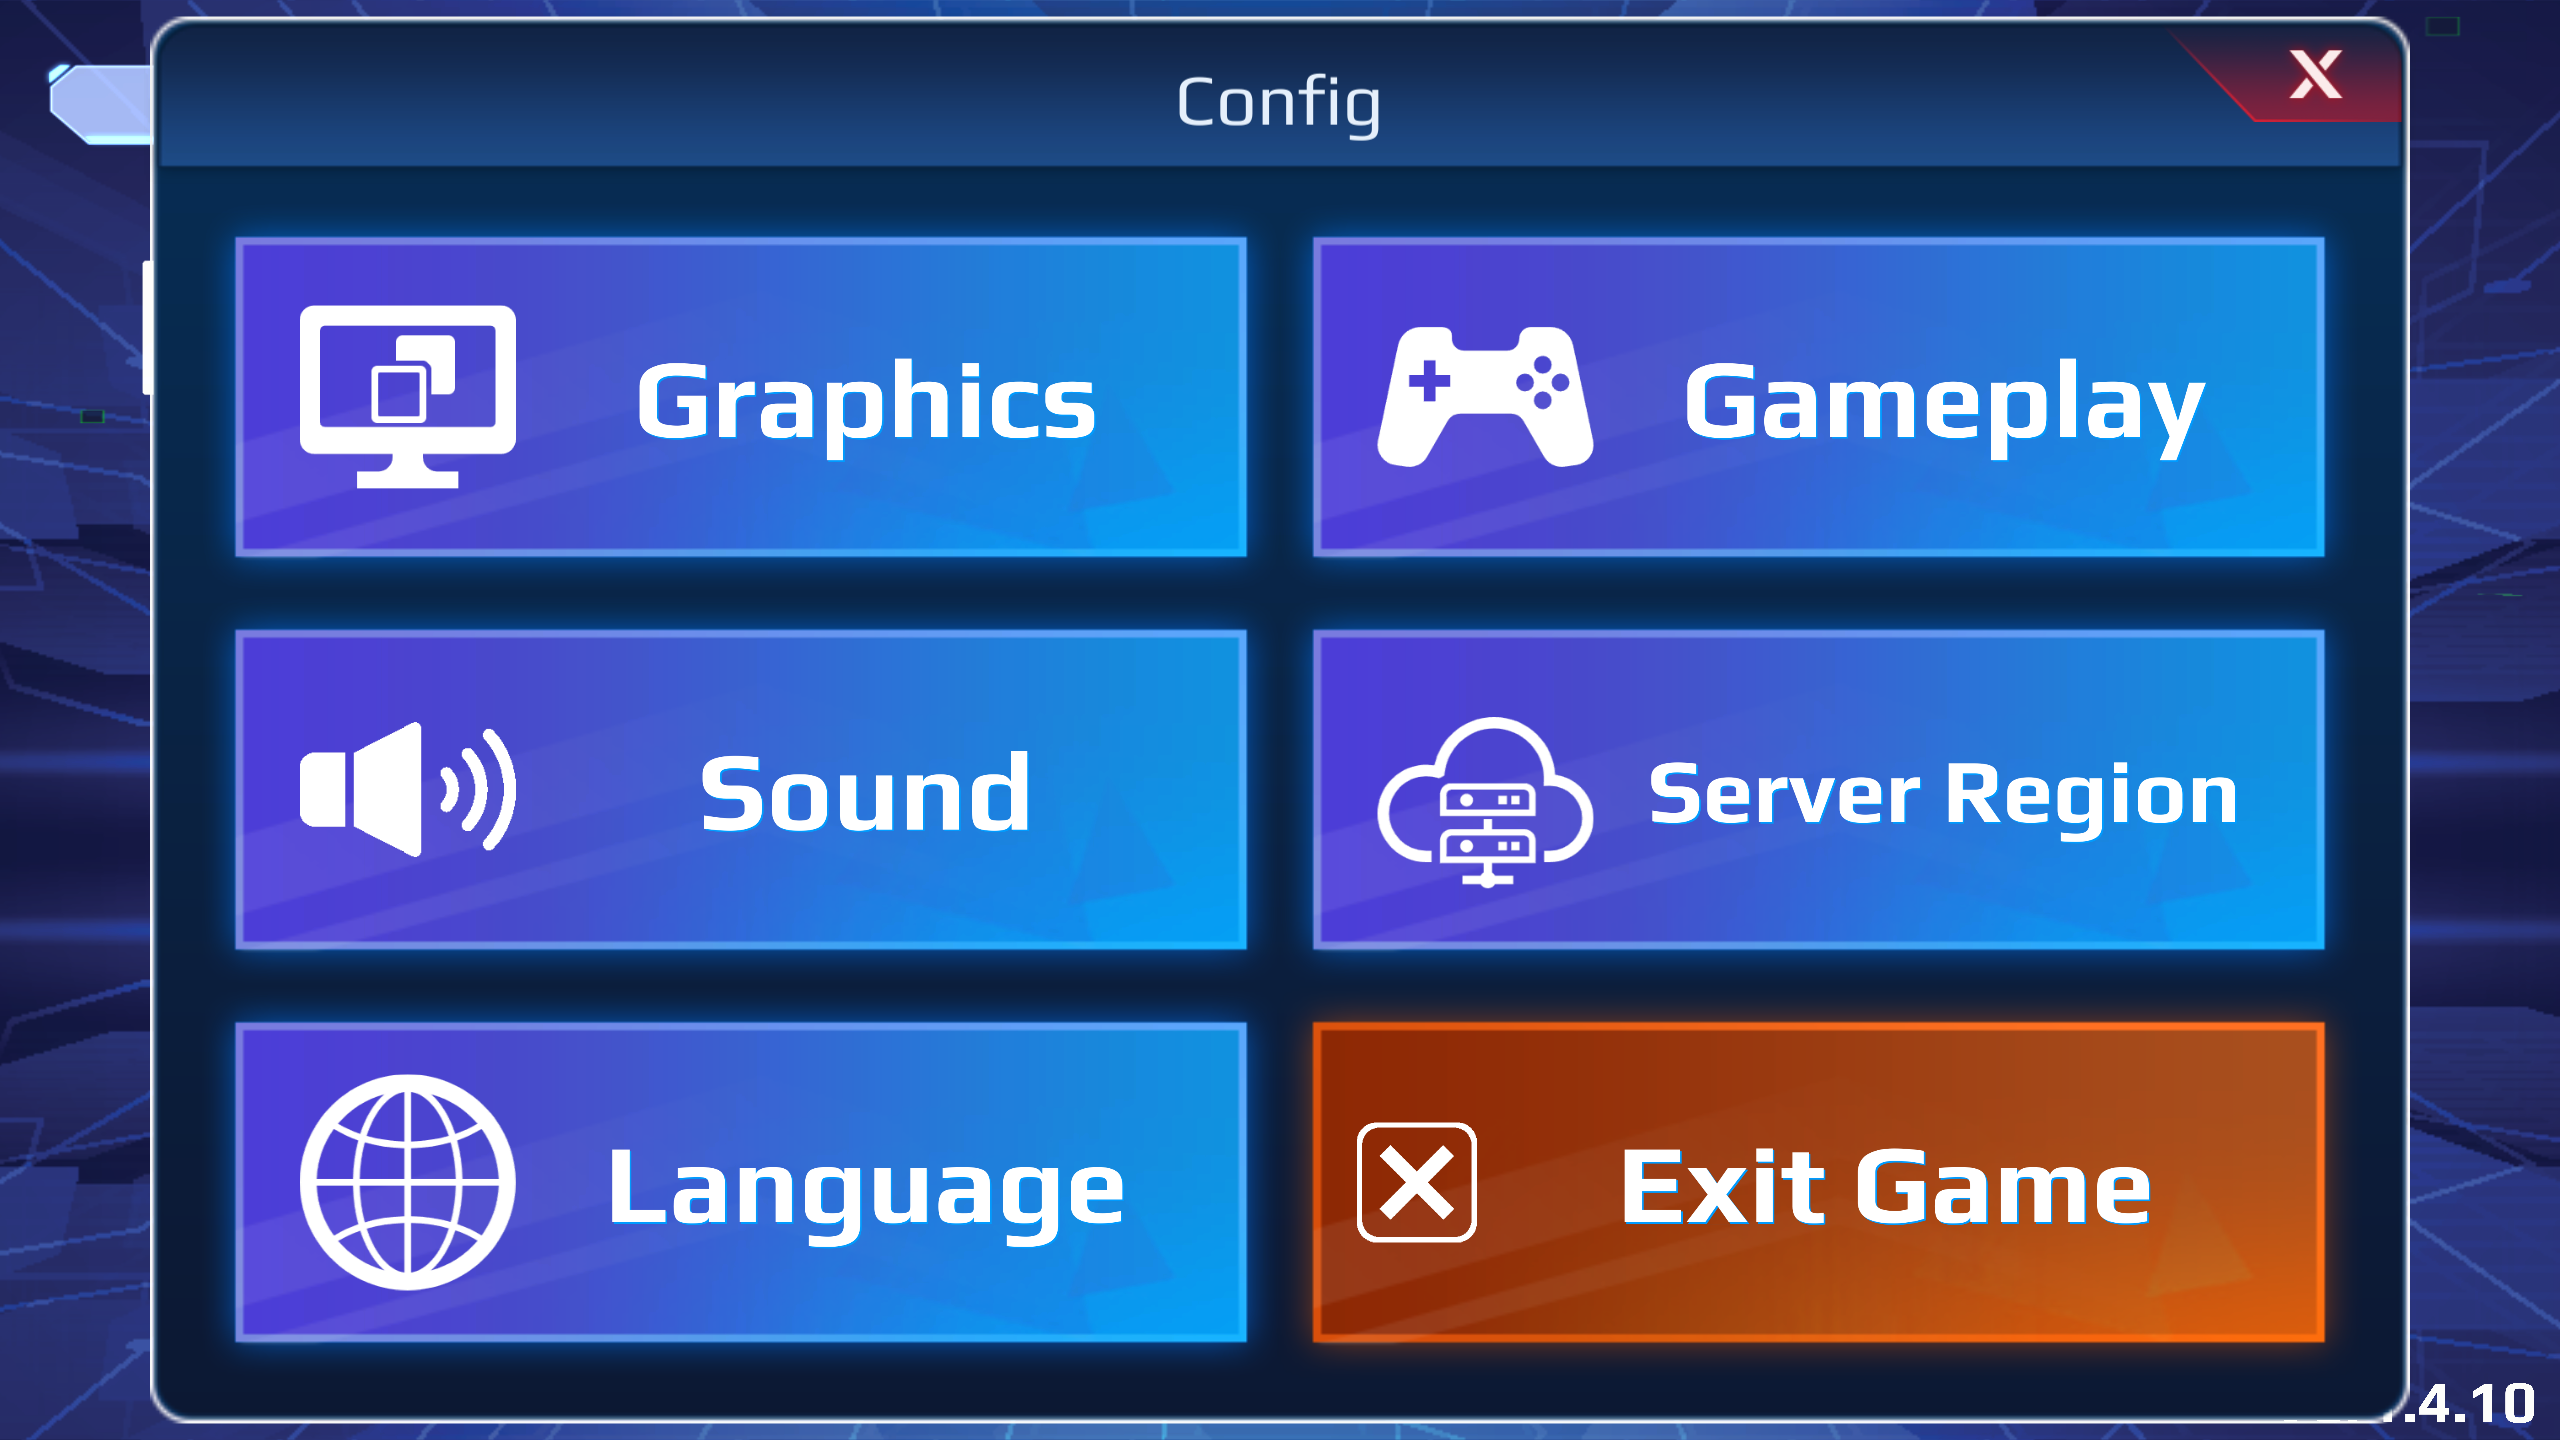 Config
X
Graphics
Gameplay
Sound
Server Region
Language
Exit Game
.4.10